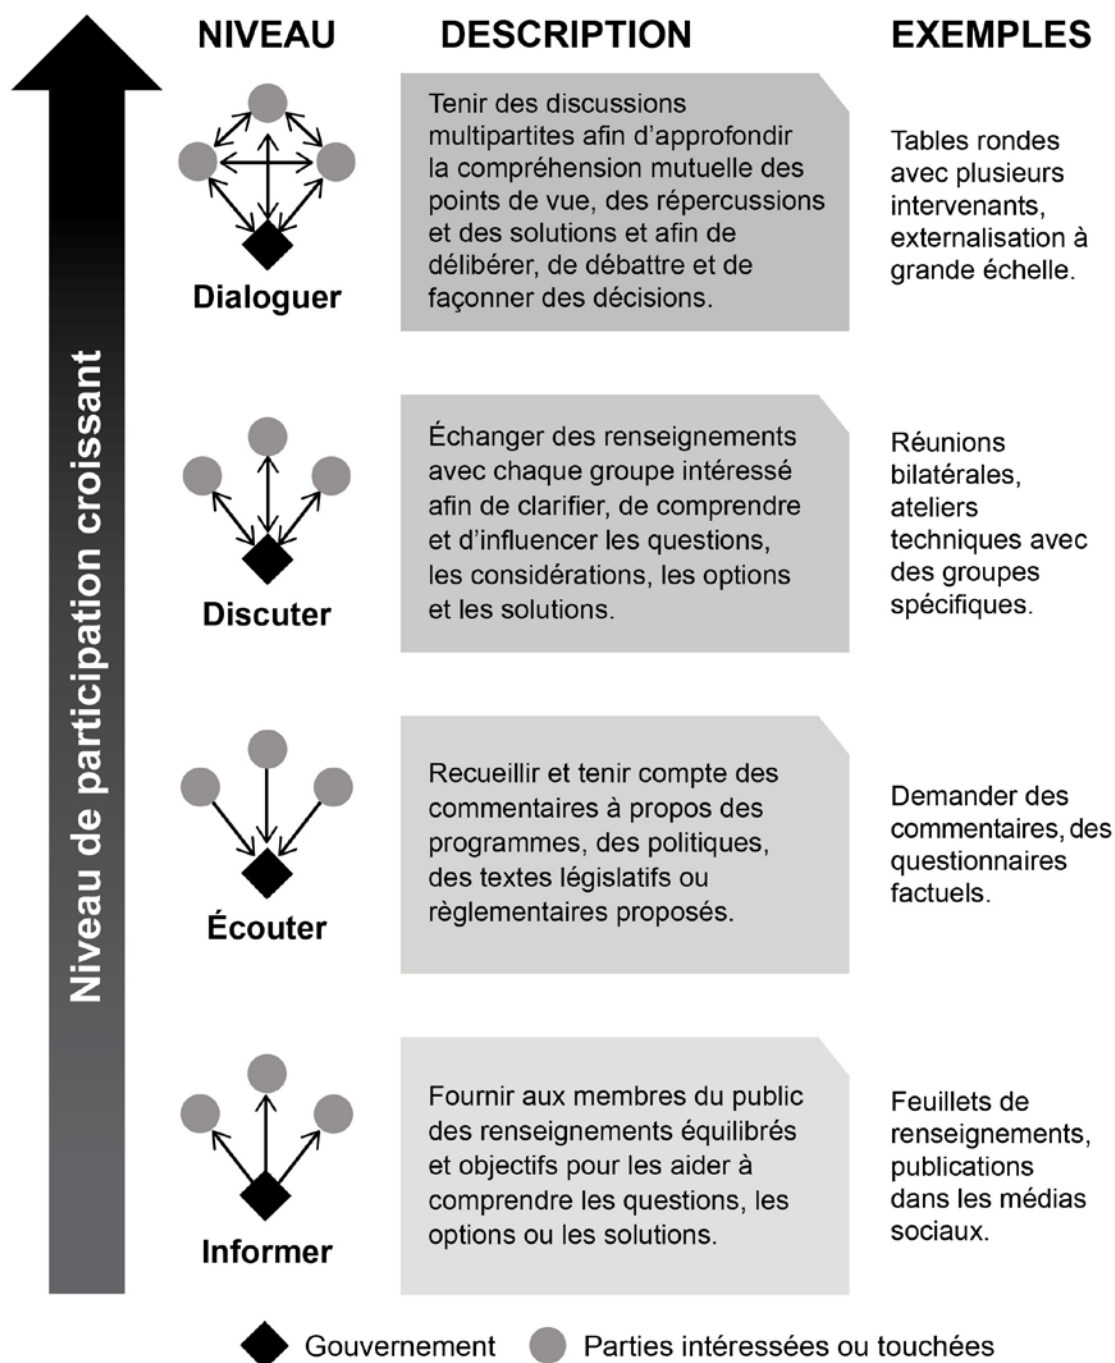 NIVEAU DESCRIPTION EXEMPLES
Niveau de participation croissant
Dialoguer
Tenir des discussions
multipartites afin d’approfondir
la compréhension mutuelle des
points de vue, des répercussions
et des solutions et afin de
délibérer, de débattre et de
façonner des décisions.
Tables rondes
avec plusieurs
intervenants,
externalisation à
grande échelle.
Discuter
Échanger des renseignements
avec chaque groupe intéressé
afin de clarifier, de comprendre
et d’influencer les questions,
les considérations, les options
et les solutions.
Réunions
bilatérales,
ateliers
techniques avec
des groupes
spécifiques.
Écouter
Recueillir et tenir compte des
commentaires à propos des
programmes, des politiques,
des textes législatifs ou
règlementaires proposés.
Demander des
commentaires, des
questionnaires
factuels.
Informer
Fournir aux membres du public
des renseignements équilibrés
et objectifs pour les aider à
comprendre les questions, les
options ou les solutions.
Feuillets de
renseignements,
publications
dans les médias
sociaux.
Gouvernement Parties intéressées ou touchées